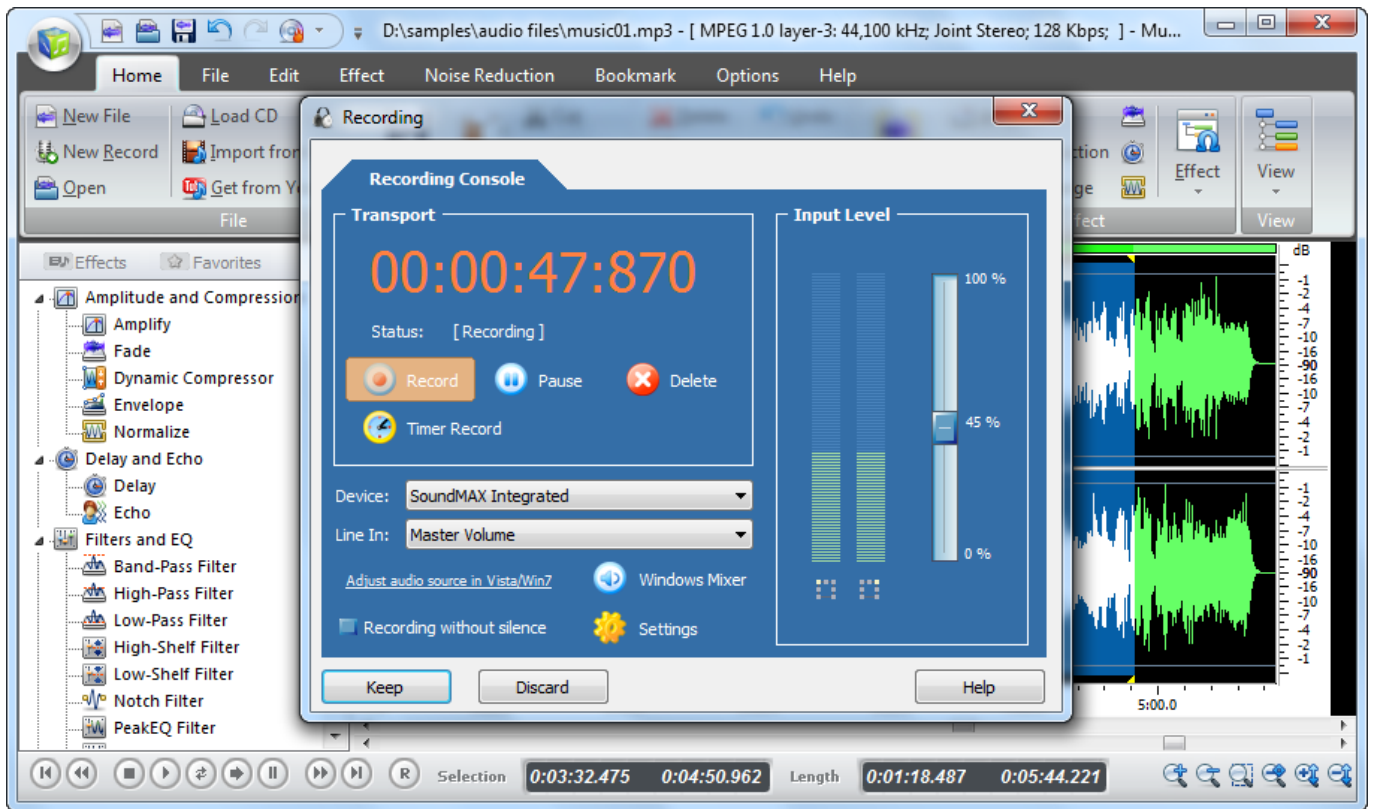 D:\samples\audio files\music01.mp3 - [ MPEG 1.0 layer-3: 44,100 kHz; Joint Stereo; 128 Kbps;  ] - Mu...
Home File Edit Effect Noise Reduction Bookmark Options Help
New File Load CD
New Record Import from
Open Get from
File
Effect
View
View
Recording
Recording Console
Transport
00:00:47:870
Status: [ Recording ]
Record Pause Delete
Timer Record
Device: SoundMAX Integrated
Line In: Master Volume
Adjust audio source in Vista/Win7 Windows Mixer
Recording without silence Settings
Input Level
100 %
45 %
0 %
Keep Discard Help
Effects Favorites
Amplitude and Compression
Amplify
Fade
Dynamic Compressor
Envelope
Normalize
Delay and Echo
Delay
Echo
Filters and EQ
Band-Pass Filter
High-Pass Filter
Low-Pass Filter
High-Shelf Filter
Low-Shelf Filter
Notch Filter
PeakEQ Filter
dB
-1
-2
-4
-7
-10
-16
-90
-16
-10
-7
-4
-2
-1
-1
-2
-4
-7
-10
-16
-90
-16
-10
-7
-4
-2
-1
5:00.0
R Selection 0:03:32.475 0:04:50.962 Length 0:01:18.487 0:05:44.221